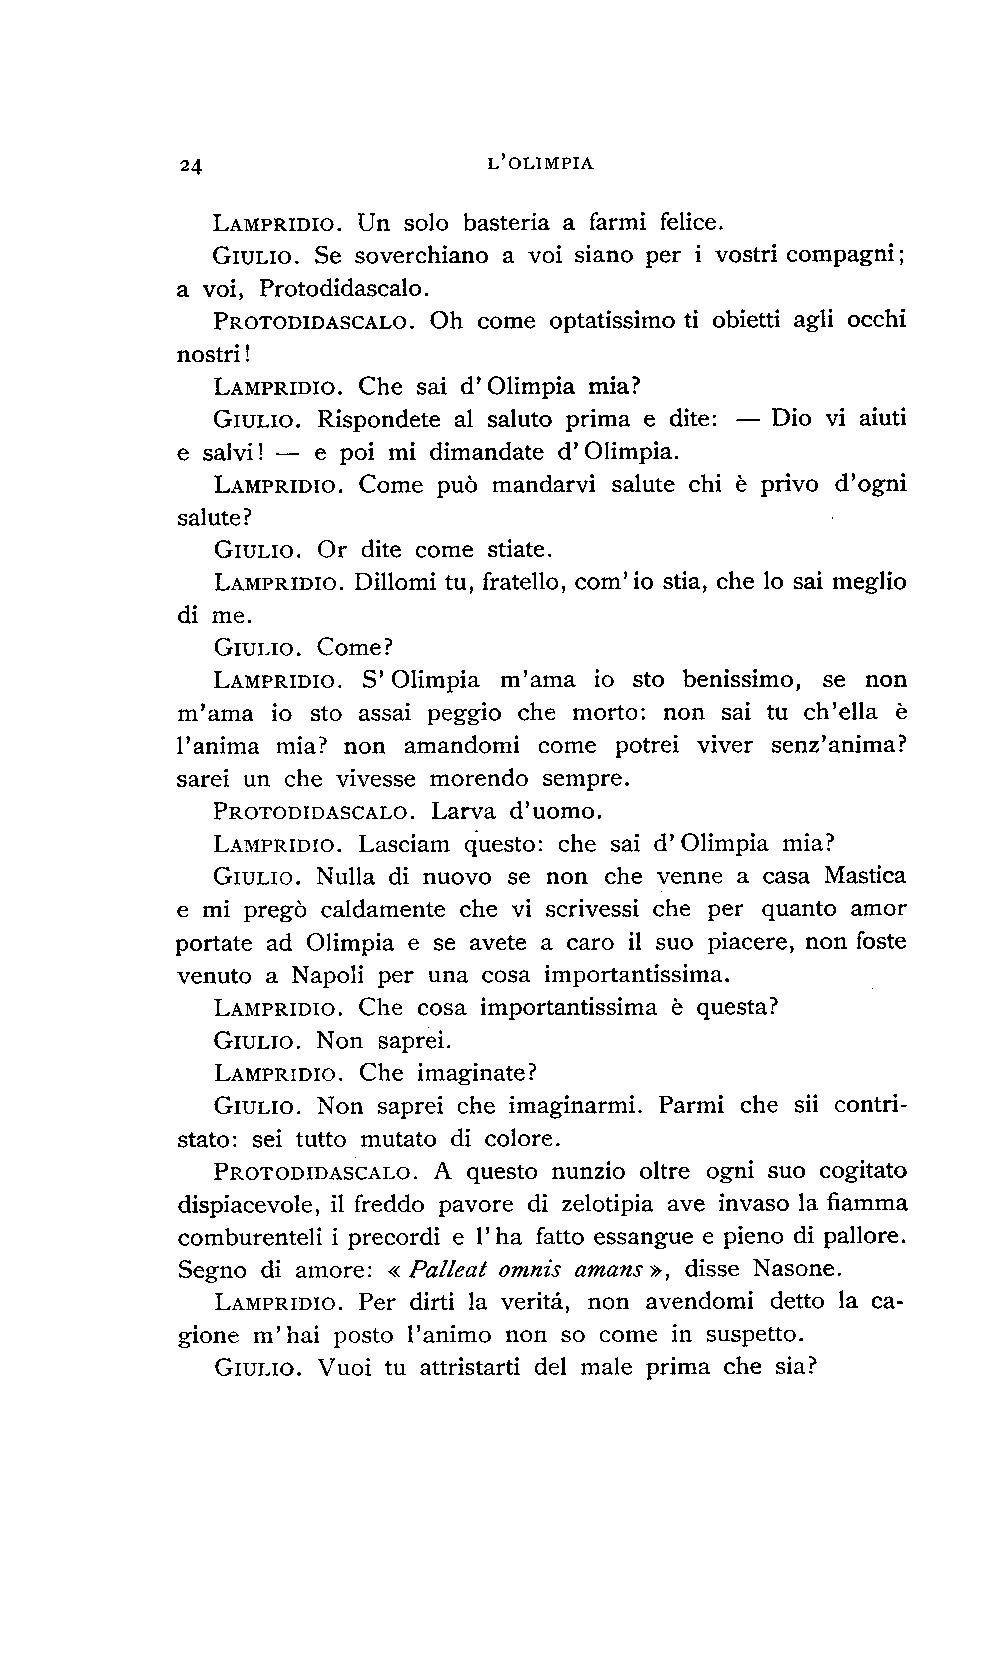 24 L'OLIMPIA
LAMPRIDIO. Un solo basteria a farmi felice.
GIULIO. Se soverchiano a voi siano per i vostri compagni;
a voi, Protodidascalo.
PROTODIDASCALO. Oh come optatissimo ti obietti agli occhi
nostri!
LAMPRIDIO. Che sai d'Olimpia mia?
GIULIO. Rispondete al saluto prima e dite: — Dio vi aiuti
e salvi! — e poi mi dimandate d'Olimpia.
LAMPRIDIO. Come può mandarvi salute chi è privo d'ogni
salute?
GIULIO. Or dite come stiate.
LAMPRIDIO. Dillomi tu, fratello, com'io stia, che lo sai meglio
di me.
GIULIO. Come?
LAMPRIDIO. S'Olimpia m'ama io sto benissimo, se non
m'ama io sto assai peggio che morto: non sai tu ch'ella è
l'anima mia? non amandomi come potrei viver senz'anima?
sarei un che vivesse morendo sempre.
PROTODIDASCALO. Larva d'uomo.
LAMPRIDIO. Lasciam questo: che sai d'Olimpia mia?
GIULIO. Nulla di nuovo se non che venne a casa Mastica
e mi pregò caldamente che vi scrivessi che per quanto amor
portate ad Olimpia e se avete a caro il suo piacere, non foste
venuto a Napoli per una cosa importantissima.
LAMPRIDIO. Che cosa importantissima è questa?
GIULIO. Non saprei.
LAMPRIDIO. Che imaginate?
GIULIO. Non saprei che imaginarmi. Parmi che sii contri-
stato: sei tutto mutato di colore.
PROTODIDASCALO. A questo nunzio oltre ogni suo cogitato
dispiacevole, il freddo pavore di zelotipia ave invaso la fiamma
comburenteli i precordi e l'ha fatto essangue e pieno di pallore.
Segno di amore: « Palleat omnis amans », disse Nasone.
LAMPRIDIO. Per dirti la veritá, non avendomi detto la ca-
gione m'hai posto l'animo non so come in suspetto.
GIULIO. Vuoi tu attristarti del male prima che sia?